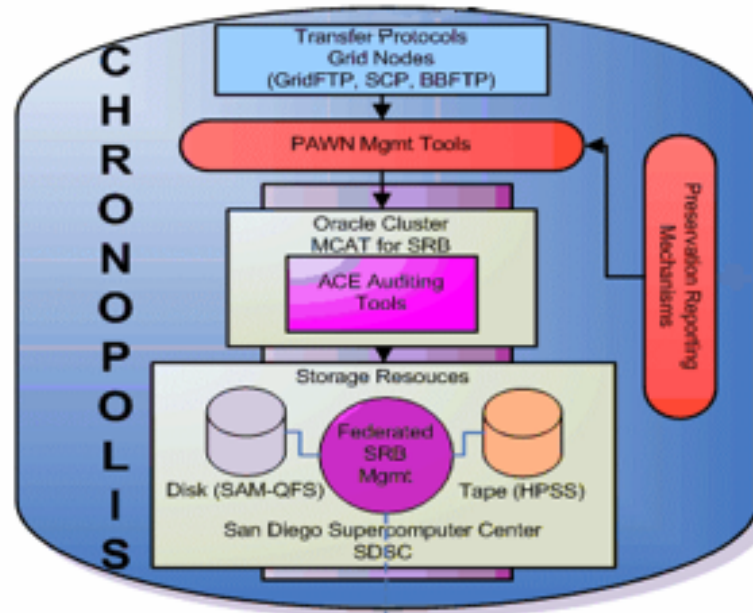 CHRONOPOLIS
Transfer Protocols
Grid Nodes
(GridFTP, SCP, BBFTP)
PAWN Mgmt Tools
Preservation Reporting
Mechanisms
Oracle Cluster
MCAT for SRB
ACE Auditing
Tools
Storage Resouces
Federated
SRB
Mgmt
Disk (SAM-QFS)
Tape (HPSS)
San Diego Supercomputer Center
SDSC